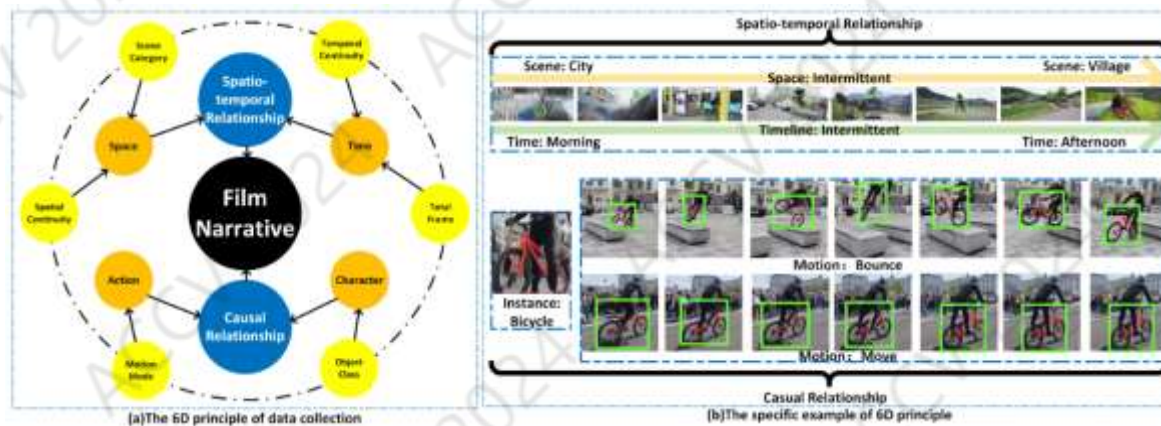 Scene
Category
Temporal
Continuity
Spatio-
temporal
Relationship
Space
Time
Spatial
Continuity
Film
Narrative
Total
Frame
Action
Character
Causal
Relationship
Motion
Mode
Object
Class
(a)The 6D principle of data collection
Spatio-temporal Relationship
Scene: City
Scene: Village
Space: Intermittent
Timeline: Intermittent
Time: Morning
Time: Afternoon
Motion: Bounce
Instance:
Bicycle
Motion: Move
Casual Relationship
(b)The specific example of 6D principle
ACCV 2024